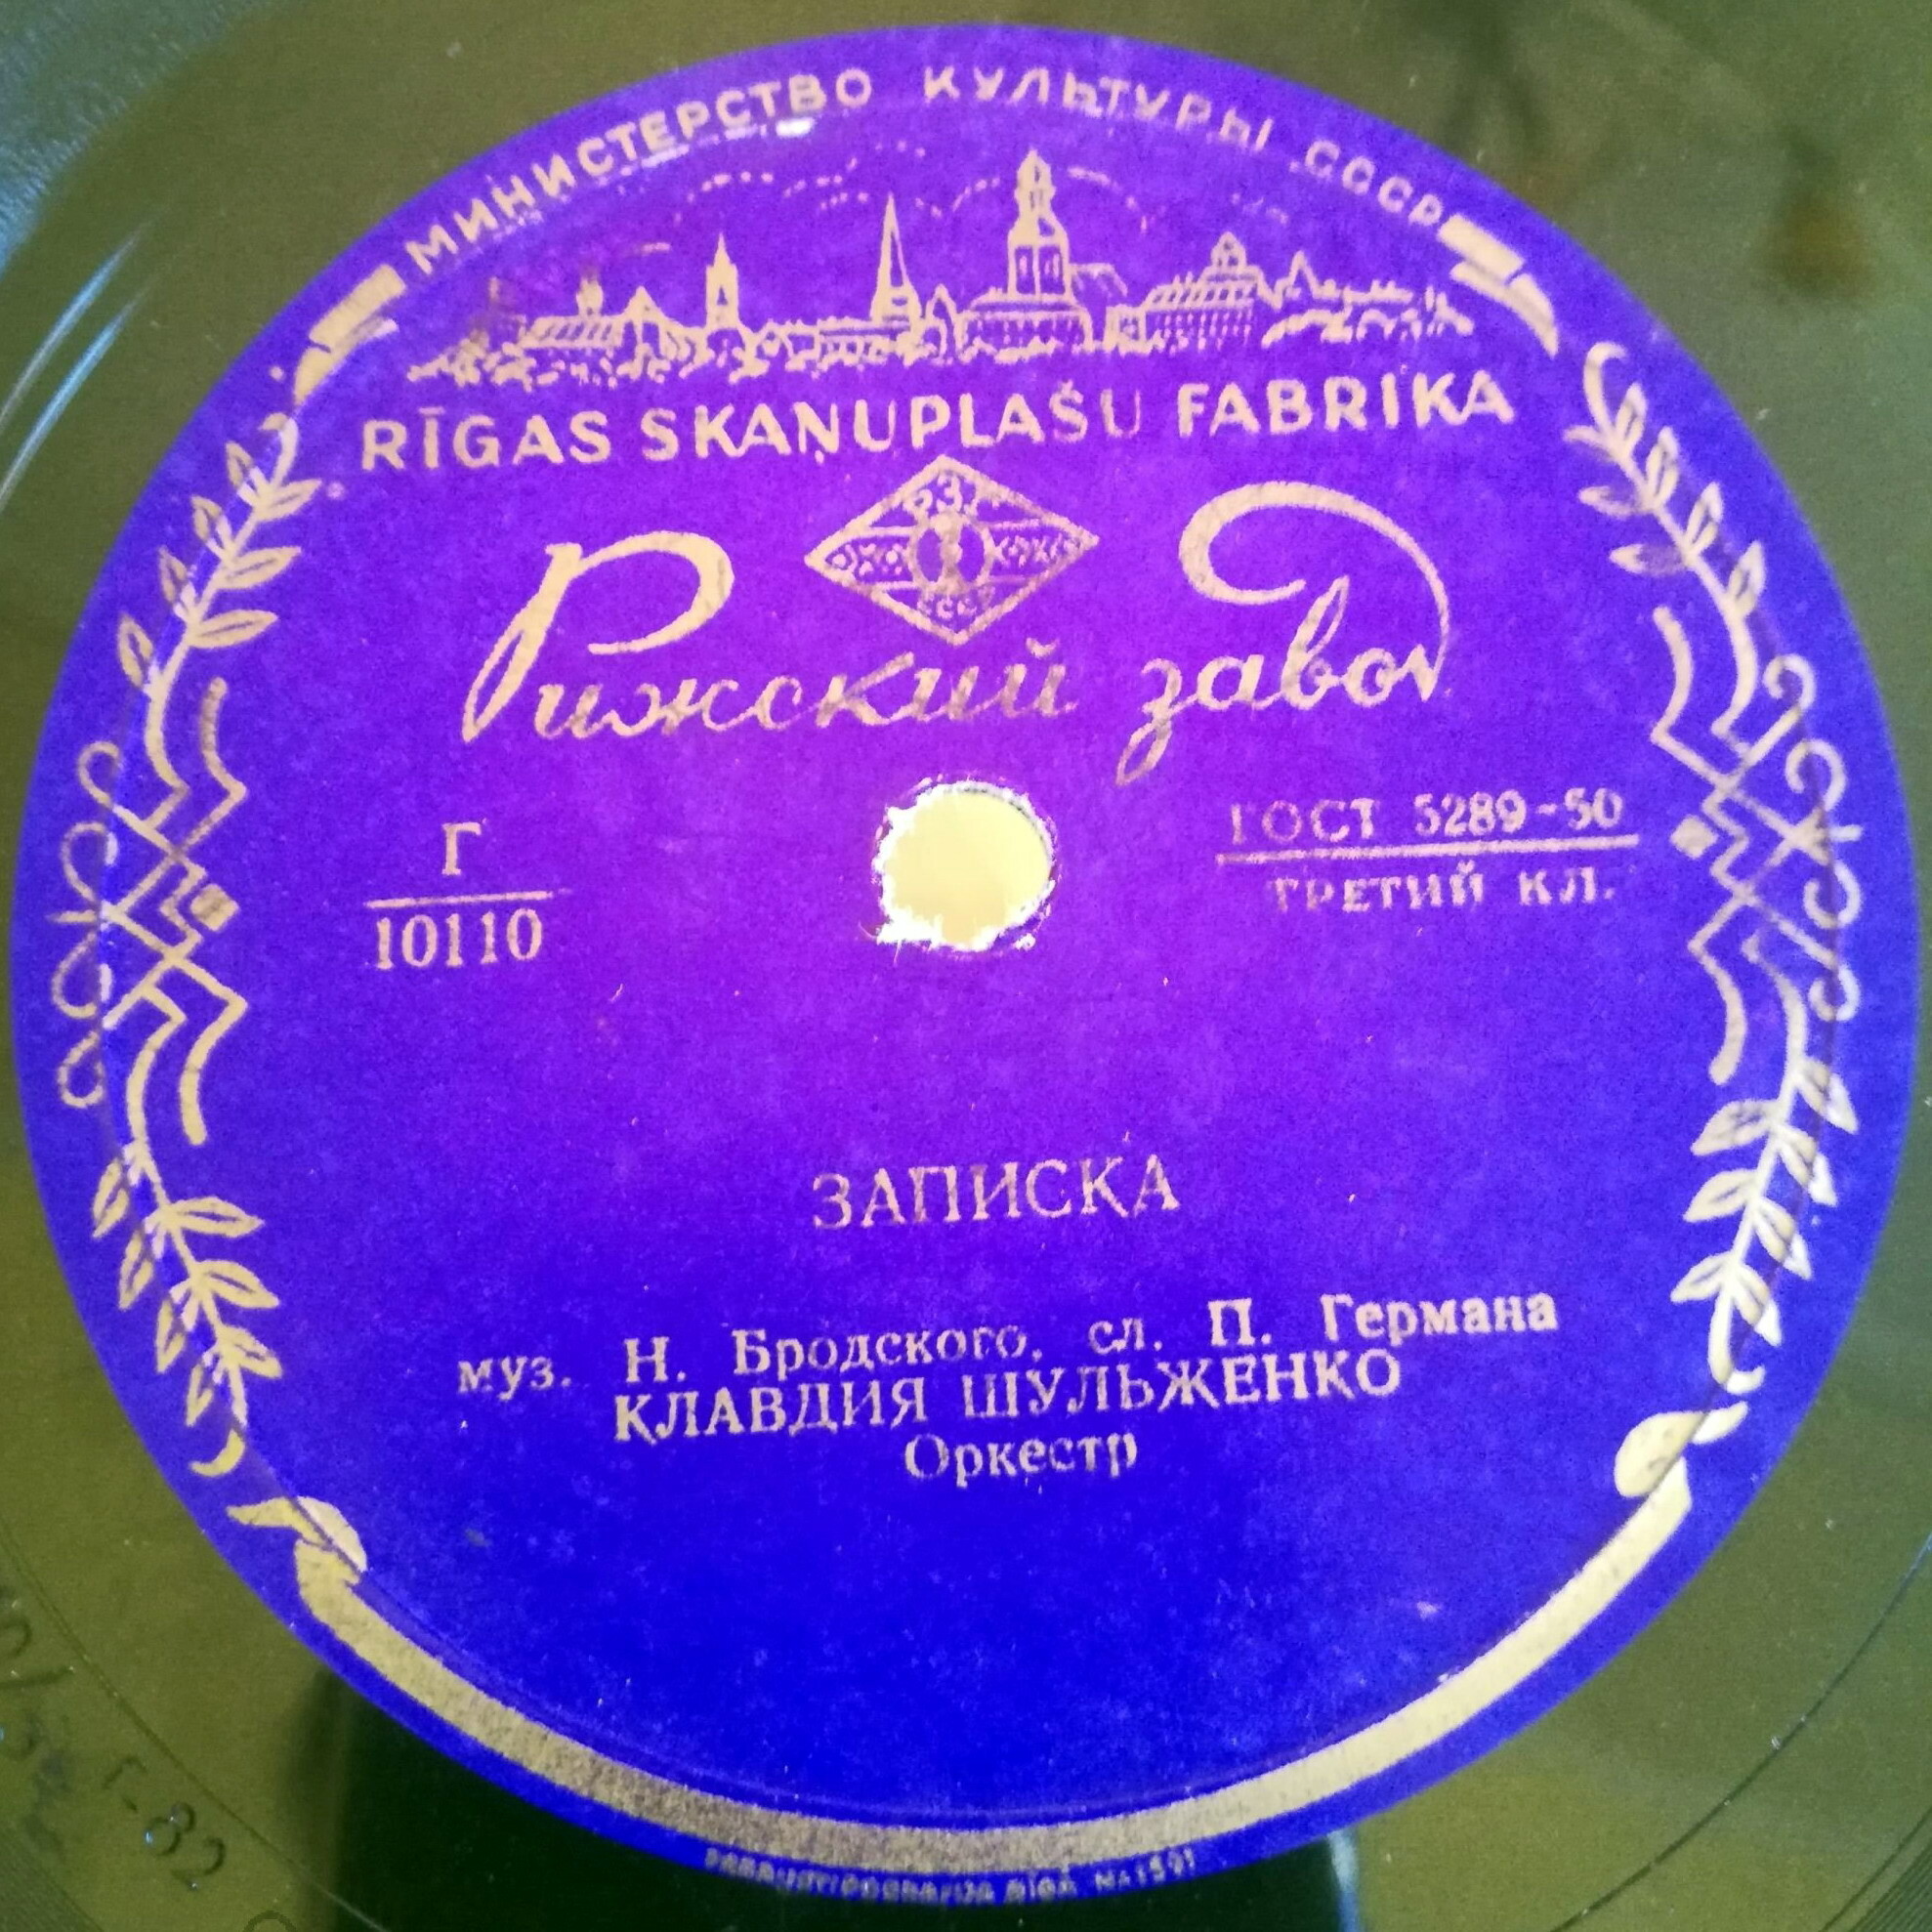 МИНИСТЕРСТВО КУЛЬТУРЫ СССР
RĪGAS SKAŅUPLAŠU FABRIKA
Рижский завод
Г
10110
ГОСТ 5289-50
ТРЕТИЙ КЛ.
ЗАПИСКА
муз. Н. Бродского, сл. П. Германа
КЛАВДИЯ ШУЛЬЖЕНКО
Оркестр
Г-82